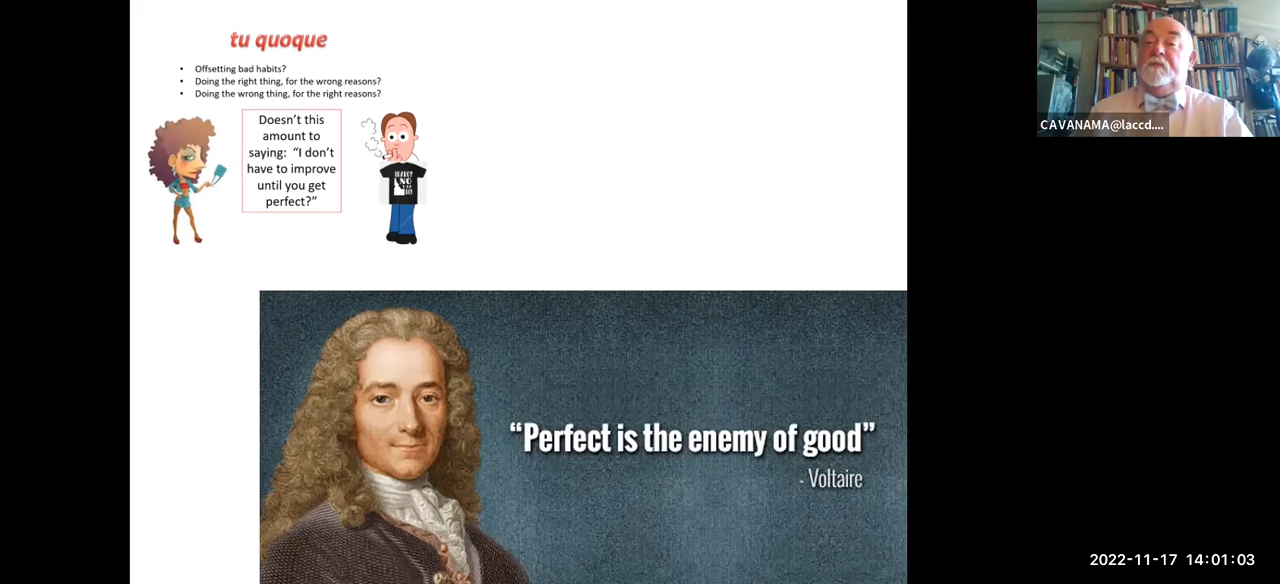 tu quoque
• Offsetting bad habits?
• Doing the right thing, for the wrong reasons?
• Doing the wrong thing, for the right reasons?
Doesn't this
amount to
saying: "I don't
have to improve
until you get
perfect?"
NO
CAVANAMA@laccd....
"Perfect is the enemy of good"
- Voltaire
2022-11-17 14:01:03